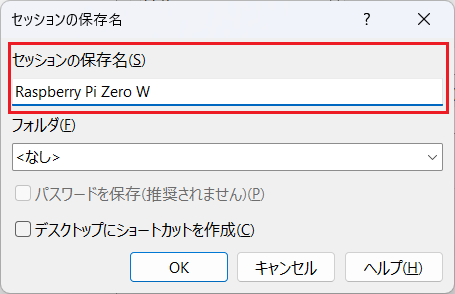 セッションの保存名
?
セッションの保存名(S)
Raspberry Pi Zero W
フォルダ(F)
<なし>
パスワードを保存(推奨されません)(P)
デスクトップにショートカットを作成(C)
OK キャンセル ヘルプ(H)